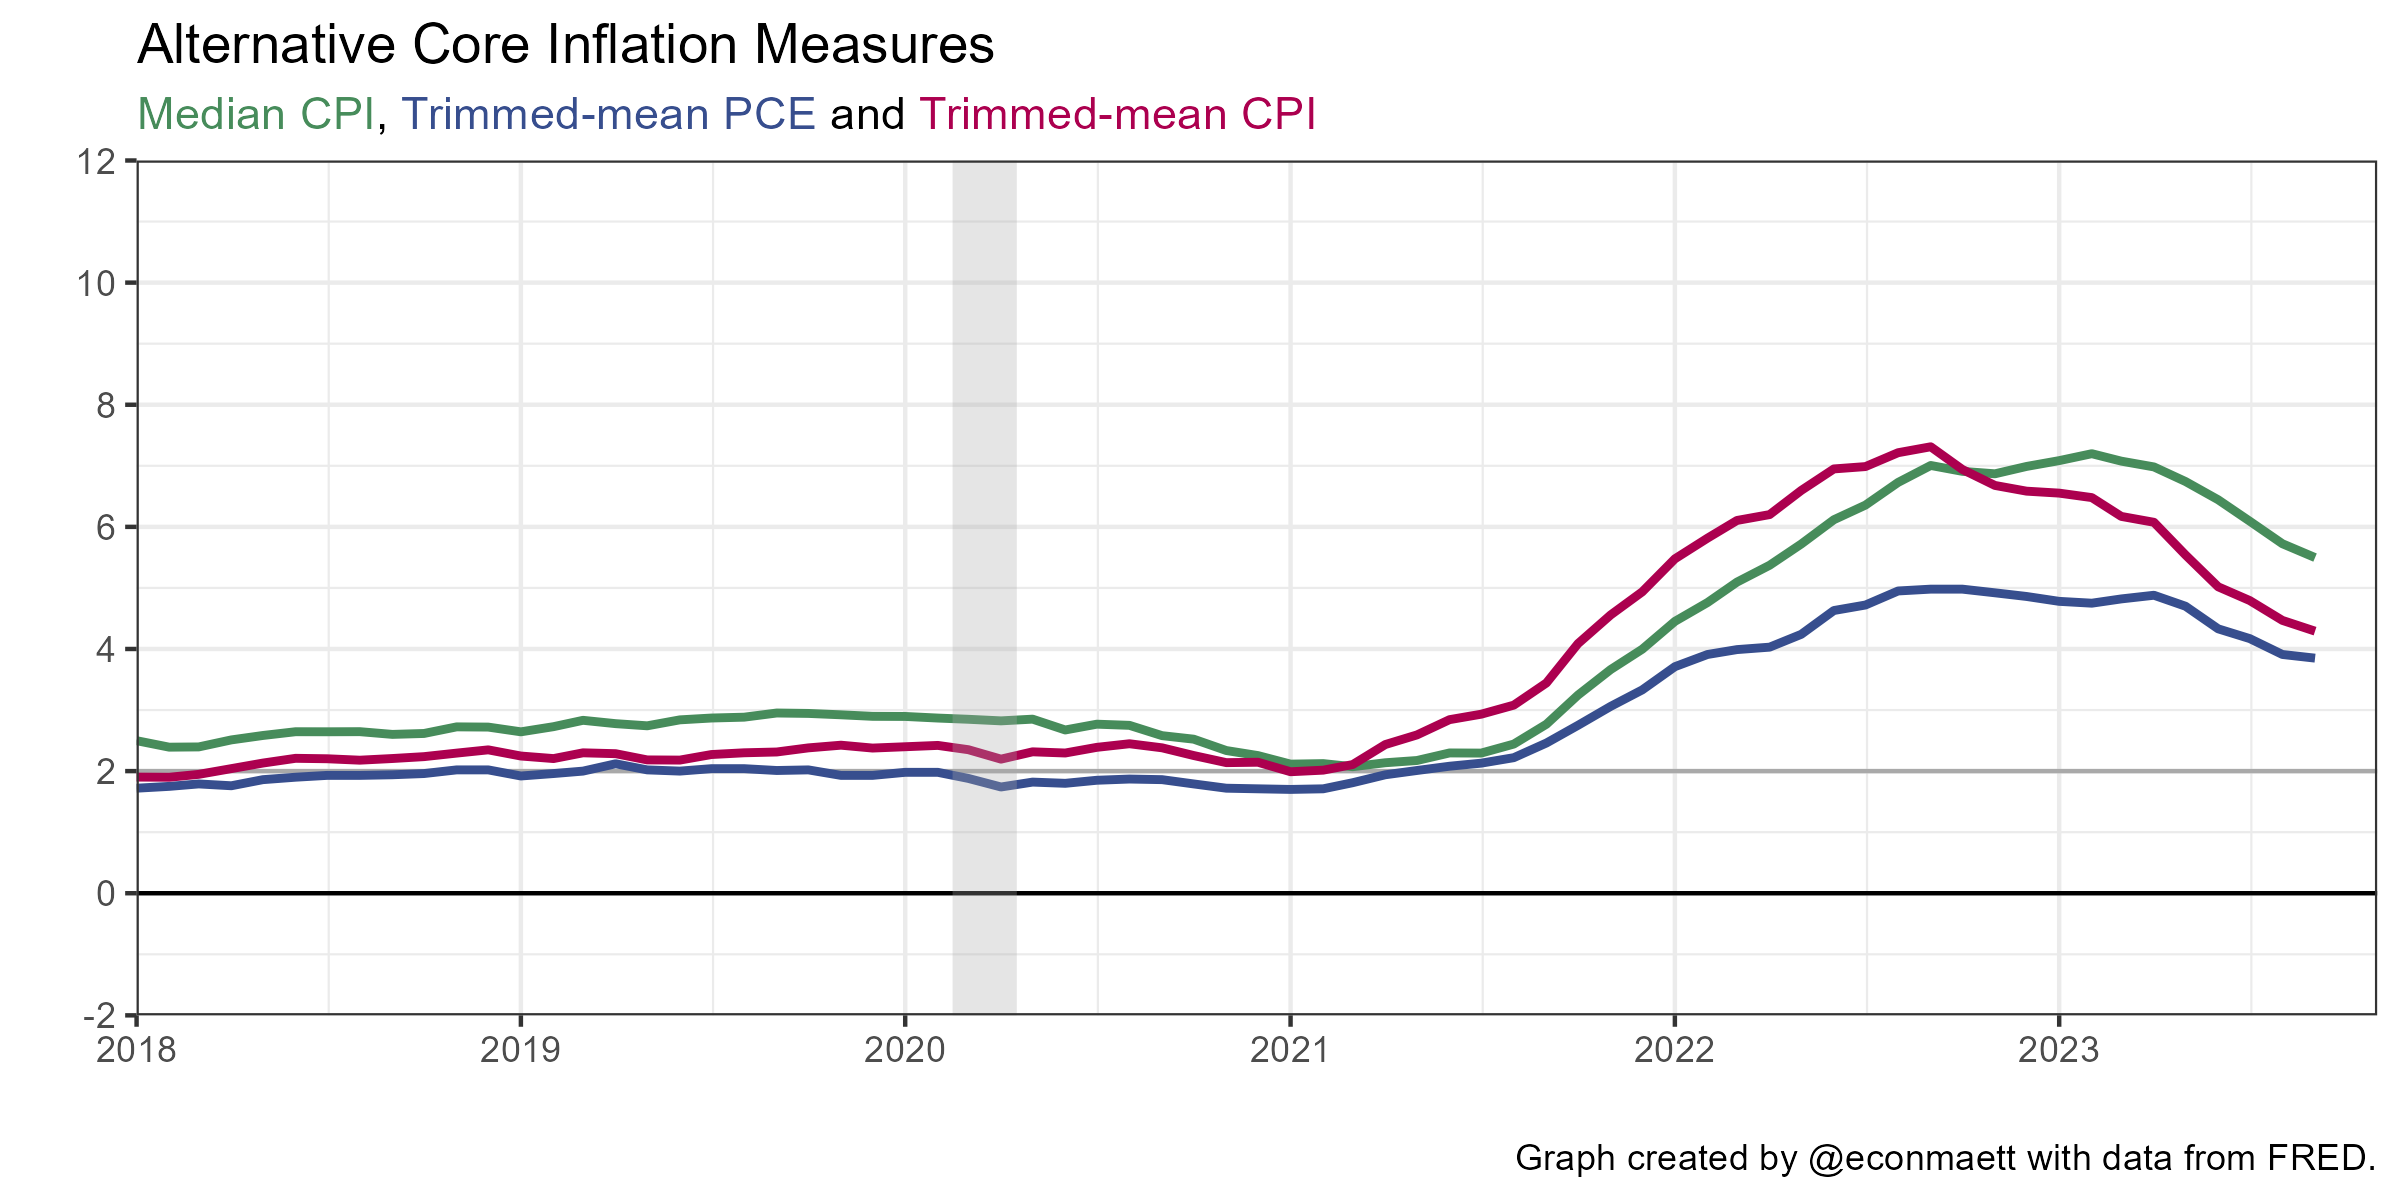 Alternative Core Inflation Measures
Median CPI, Trimmed-mean PCE and Trimmed-mean CPI
12
10
8
6
4
2
0
-2
2018 2019 2020 2021 2022 2023
Graph created by @econmaett with data from FRED.